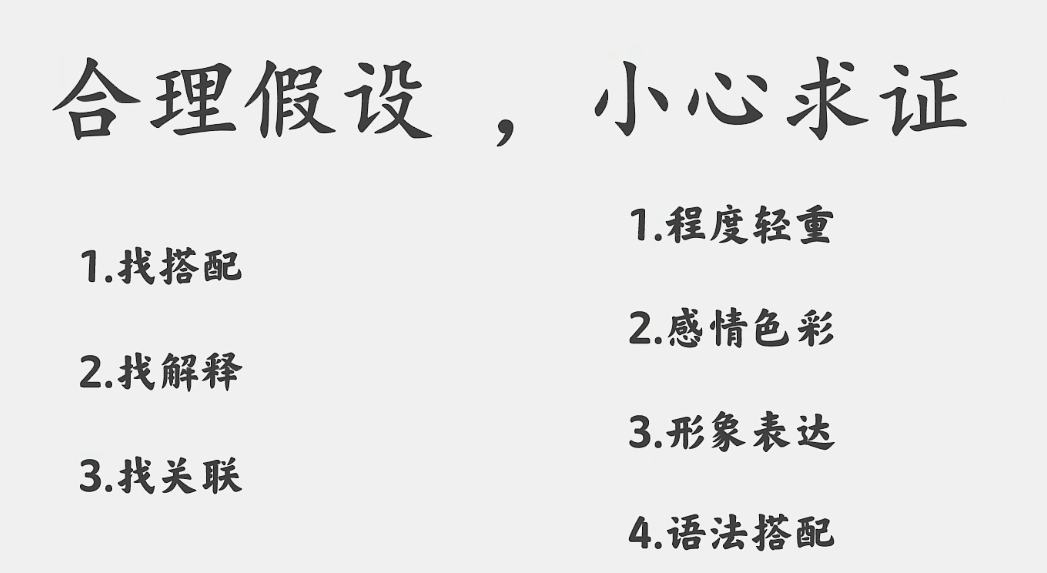 合理假设，小心求证
1.找搭配
2.找解释
3.找关联
1.程度轻重
2.感情色彩
3.形象表达
4.语法搭配